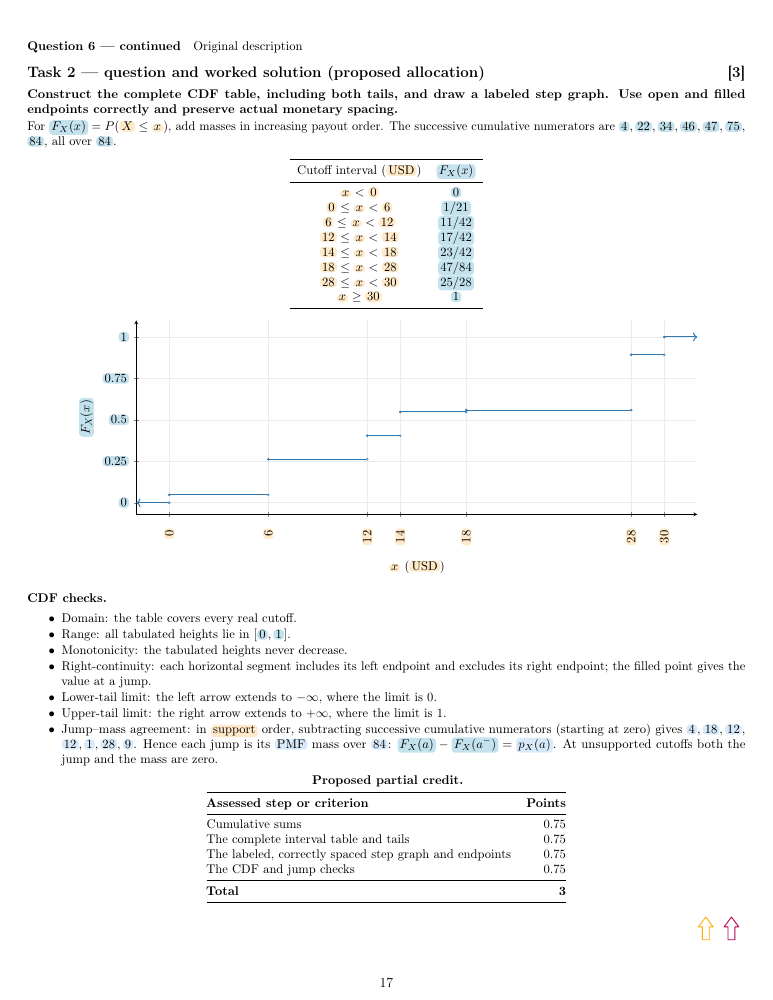 Question 6 — continued Original description
Task 2 — question and worked solution (proposed allocation) [3]
Construct the complete CDF table, including both tails, and draw a labeled step graph. Use open and filled
endpoints correctly and preserve actual monetary spacing.
For F_X(x) = P(X ≤ x), add masses in increasing payout order. The successive cumulative numerators are 4, 22, 34, 46, 47, 75,
84, all over 84.
Cutoff interval (USD) F_X(x)
x < 0 0
0 ≤ x < 6 1/21
6 ≤ x < 12 11/42
12 ≤ x < 14 17/42
14 ≤ x < 18 23/42
18 ≤ x < 28 47/84
28 ≤ x < 30 25/28
x ≥ 30 1
1
0.75
0.5
0.25
0
F_X(x)
0 6 12 14 18 28 30
x (USD)
CDF checks.
• Domain: the table covers every real cutoff.
• Range: all tabulated heights lie in [0, 1].
• Monotonicity: the tabulated heights never decrease.
• Right-continuity: each horizontal segment includes its left endpoint and excludes its right endpoint; the filled point gives the
value at a jump.
• Lower-tail limit: the left arrow extends to −∞, where the limit is 0.
• Upper-tail limit: the right arrow extends to +∞, where the limit is 1.
• Jump–mass agreement: in support order, subtracting successive cumulative numerators (starting at zero) gives 4, 18, 12,
12, 1, 28, 9. Hence each jump is its PMF mass over 84: F_X(a) − F_X(a⁻) = p_X(a). At unsupported cutoffs both the
jump and the mass are zero.
Proposed partial credit.
Assessed step or criterion Points
Cumulative sums 0.75
The complete interval table and tails 0.75
The labeled, correctly spaced step graph and endpoints 0.75
The CDF and jump checks 0.75
Total 3
17